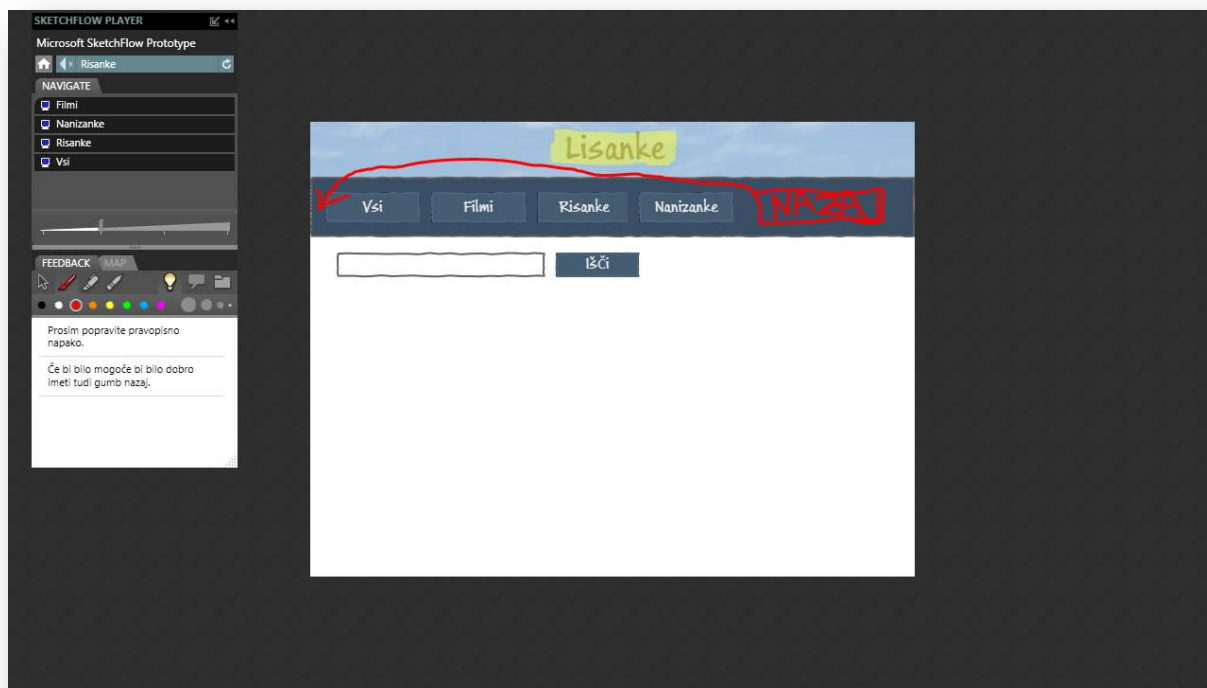 SKETCHFLOW PLAYER
Microsoft SketchFlow Prototype
Risanke
NAVIGATE
Filmi
Nanizanke
Risanke
Vsi
FEEDBACK MAP
Prosim popravite pravopisno
napako.
Če bi bilo mogoče bi bilo dobro
imeti tudi gumb nazaj.
Lisanke
Vsi Filmi Risanke Nanizanke NAZAJ
Išči